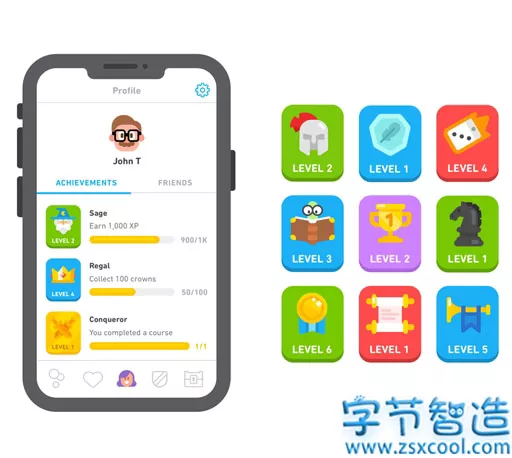 Profile
John T
ACHIEVEMENTS
FRIENDS
Sage
Earn 1,000 XP
900/1K
LEVEL 2
Regal
Collect 100 crowns
50/100
LEVEL 4
Conqueror
You completed a course
1/1
LEVEL 1
LEVEL 2
LEVEL 1
LEVEL 4
LEVEL 3
LEVEL 2
LEVEL 1
LEVEL 6
LEVEL 1
LEVEL 5
字节智造
www.zsxcool.com